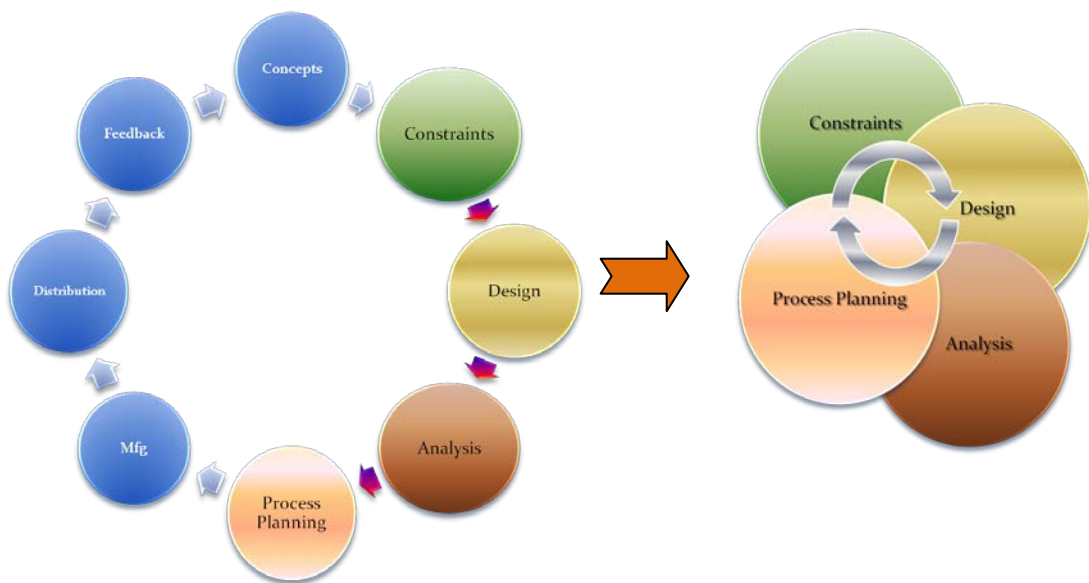 Concepts
Constraints
Design
Analysis
Process
Planning
Mfg
Distribution
Feedback
Constraints
Design
Analysis
Process Planning